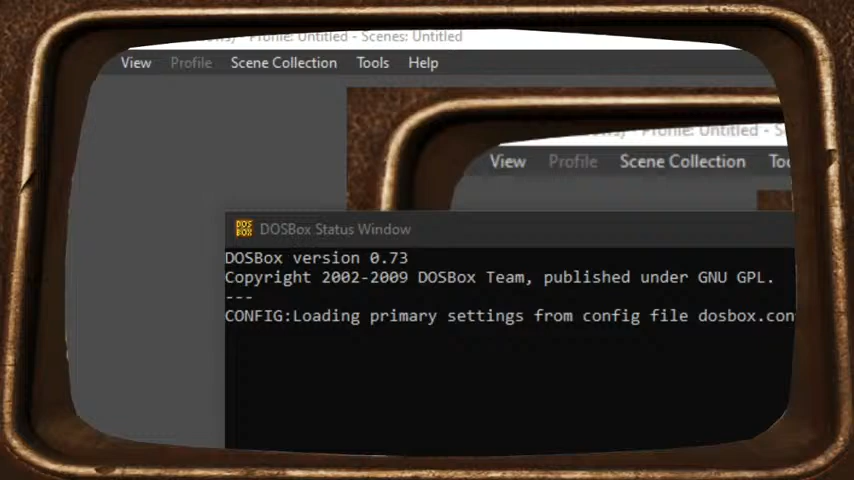 Profile: Untitled - Scenes: Untitled
View Profile Scene Collection Tools Help
Profile: Untitled - S
View Profile Scene Collection
DOS
BOX
DOSBox Status Window
DOSBox version 0.73
Copyright 2002-2009 DOSBox Team, published under GNU GPL.
---
CONFIG:Loading primary settings from config file dosbox.con